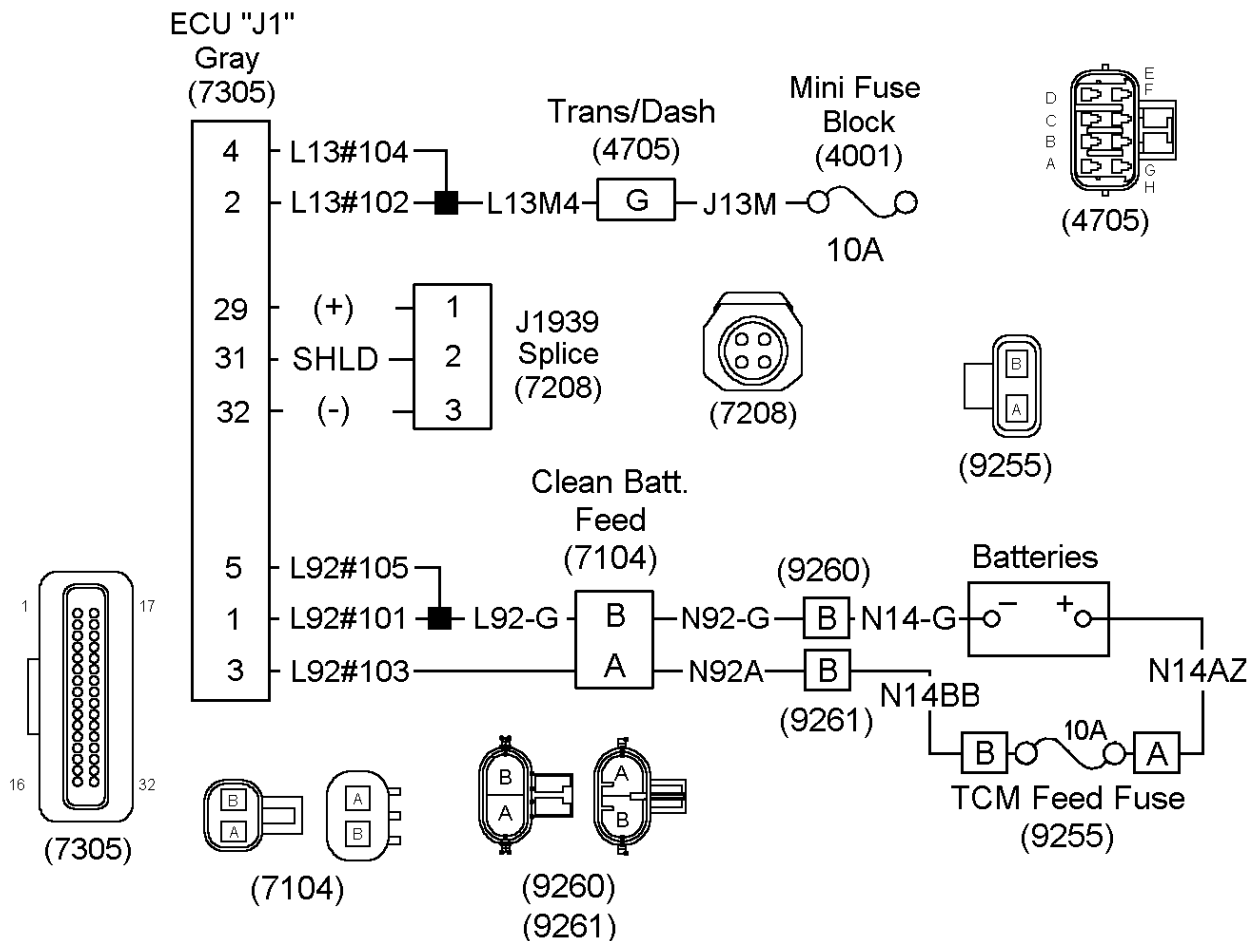 ECU "J1"
Gray
(7305)
4
L13#104
2
L13#102
L13M4
Trans/Dash
(4705)
G
J13M
Mini Fuse
Block
(4001)
10A
D
C
B
A
E
F
G
H
(4705)
29
(+)
1
31
SHLD
2
32
(-)
3
J1939
Splice
(7208)
(7208)
B
A
(9255)
Clean Batt.
Feed
(7104)
5
L92#105
1
L92#101
L92-G
B
N92-G
(9260)
B
N14-G
Batteries
−
+
3
L92#103
A
N92A
B
(9261)
N14BB
N14AZ
B
10A
A
TCM Feed Fuse
(9255)
1
17
16
32
(7305)
B
A
A
B
(7104)
B
A
A
B
(9260)
(9261)